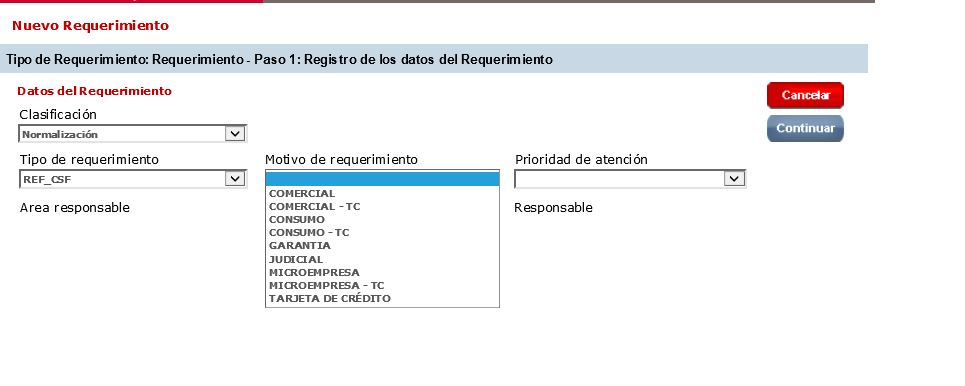 Nuevo Requerimiento
Tipo de Requerimiento: Requerimiento - Paso 1: Registro de los datos del Requerimiento
Datos del Requerimiento
Cancelar
Clasificación
Normalización
Continuar
Tipo de requerimiento
Motivo de requerimiento
Prioridad de atención
REF_CSF
COMERCIAL
COMERCIAL - TC
CONSUMO
CONSUMO - TC
GARANTIA
JUDICIAL
MICROEMPRESA
MICROEMPRESA - TC
TARJETA DE CRÉDITO
Area responsable
Responsable